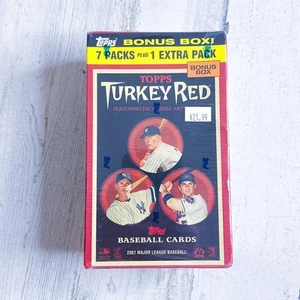 Topps BONUS BOX!
7 PACKS PLUS 1 EXTRA PACK
BONUS
BOX
TOPPS
TURKEY RED
$21.99
Topps
BASEBALL CARDS
2007 MAJOR LEAGUE BASEBALL